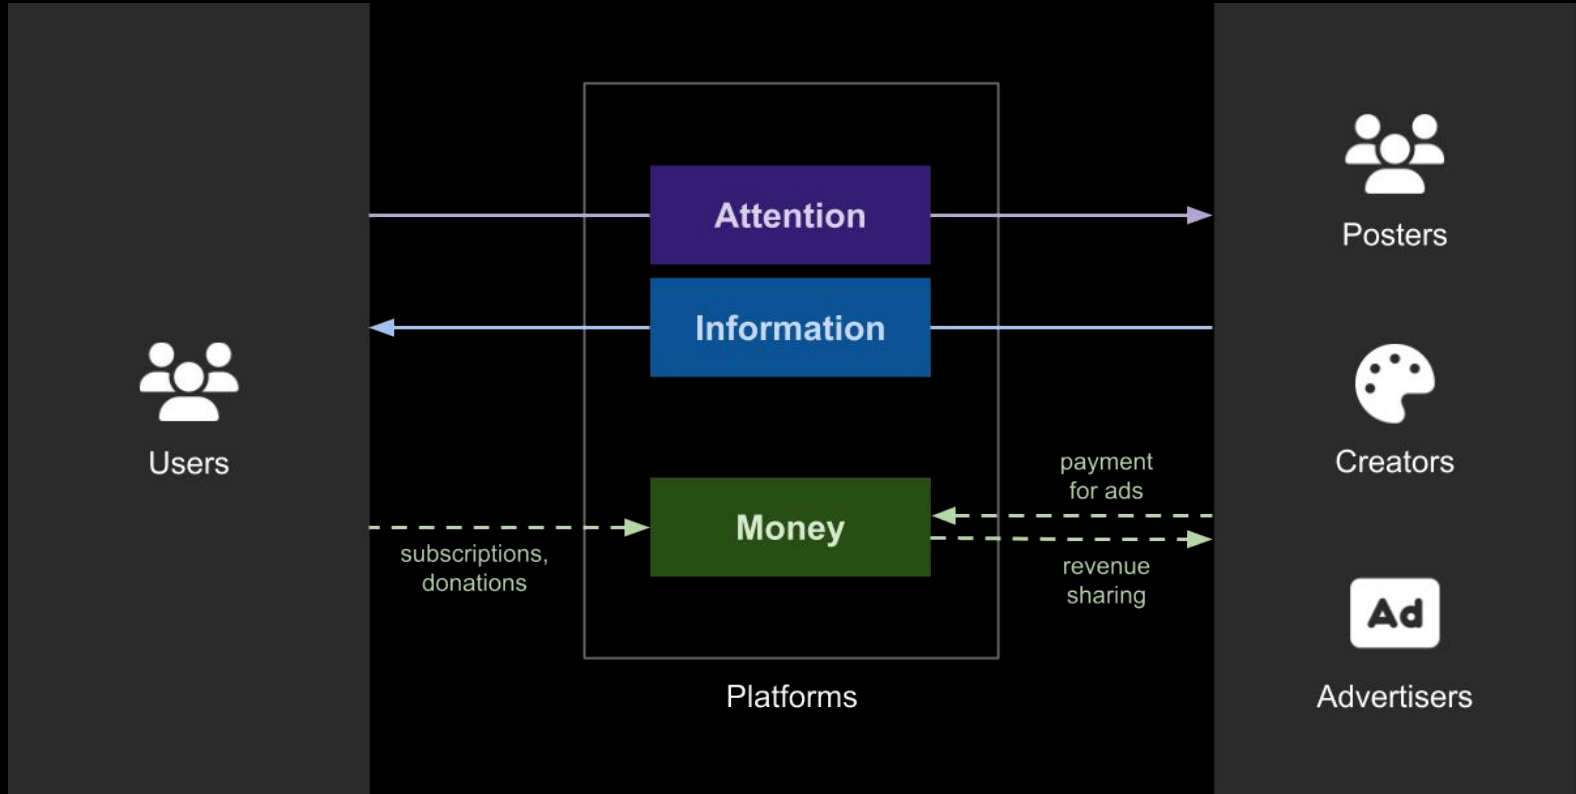 Attention
Information
Money
Users
subscriptions,
donations
payment
for ads
revenue
sharing
Platforms
Posters
Creators
Ad
Advertisers